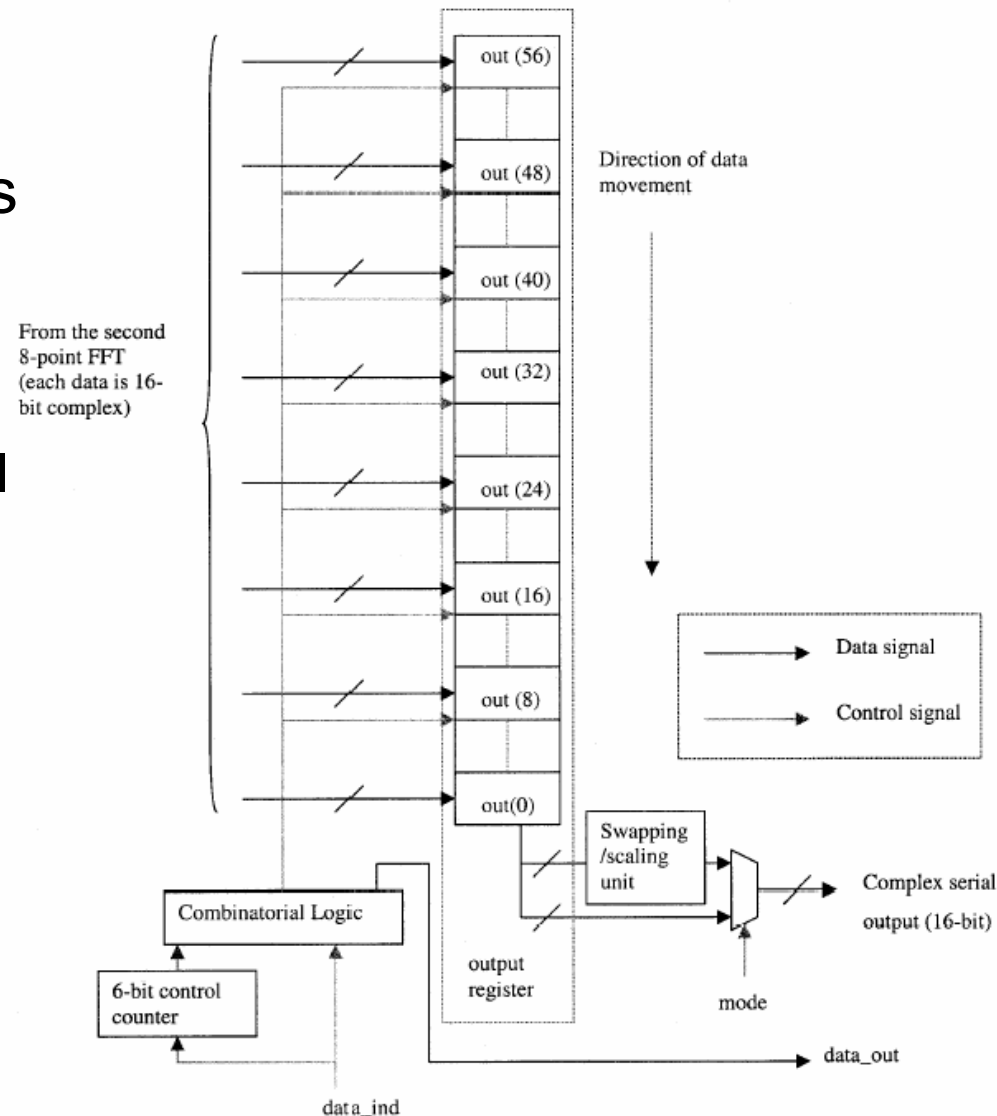 s
l
From the second
8-point FFT
(each data is 16-
bit complex)
out (56)
out (48)
out (40)
out (32)
out (24)
out (16)
out (8)
out(0)
Direction of data
movement
Data signal
Control signal
Swapping
/scaling
unit
Complex serial
output (16-bit)
mode
output
register
Combinatorial Logic
6-bit control
counter
data_out
data_ind